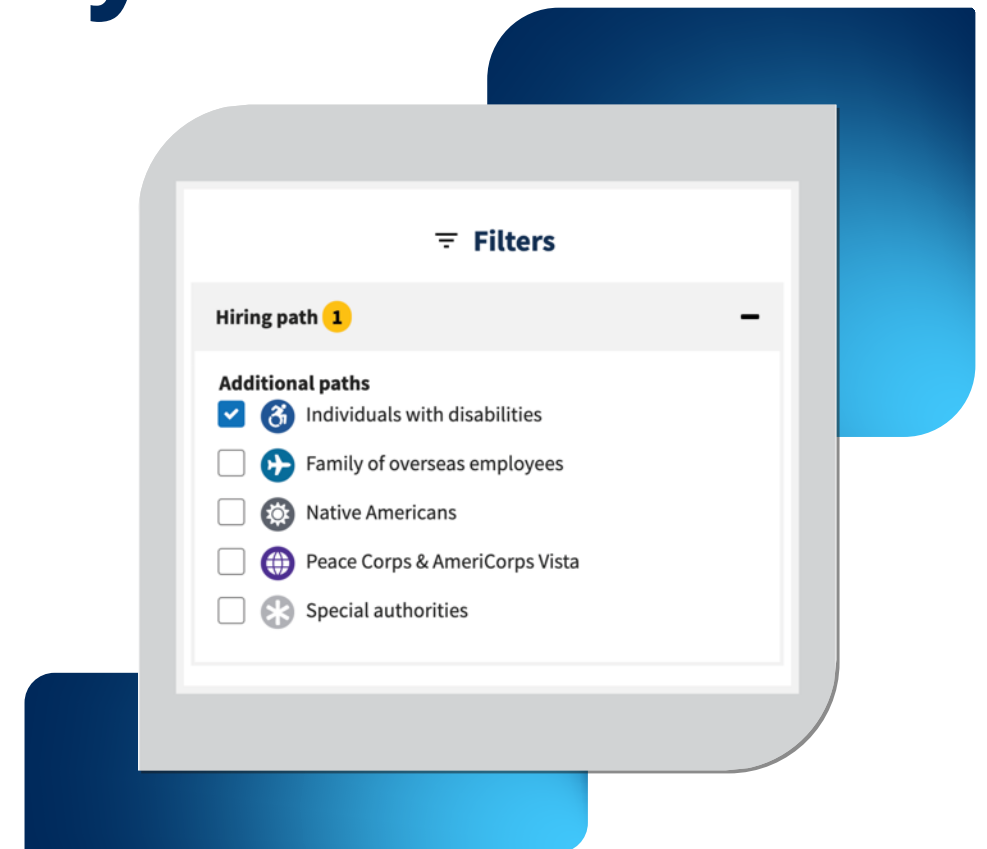 Filters
Hiring path 1
Additional paths
Individuals with disabilities
Family of overseas employees
Native Americans
Peace Corps & AmeriCorps Vista
Special authorities